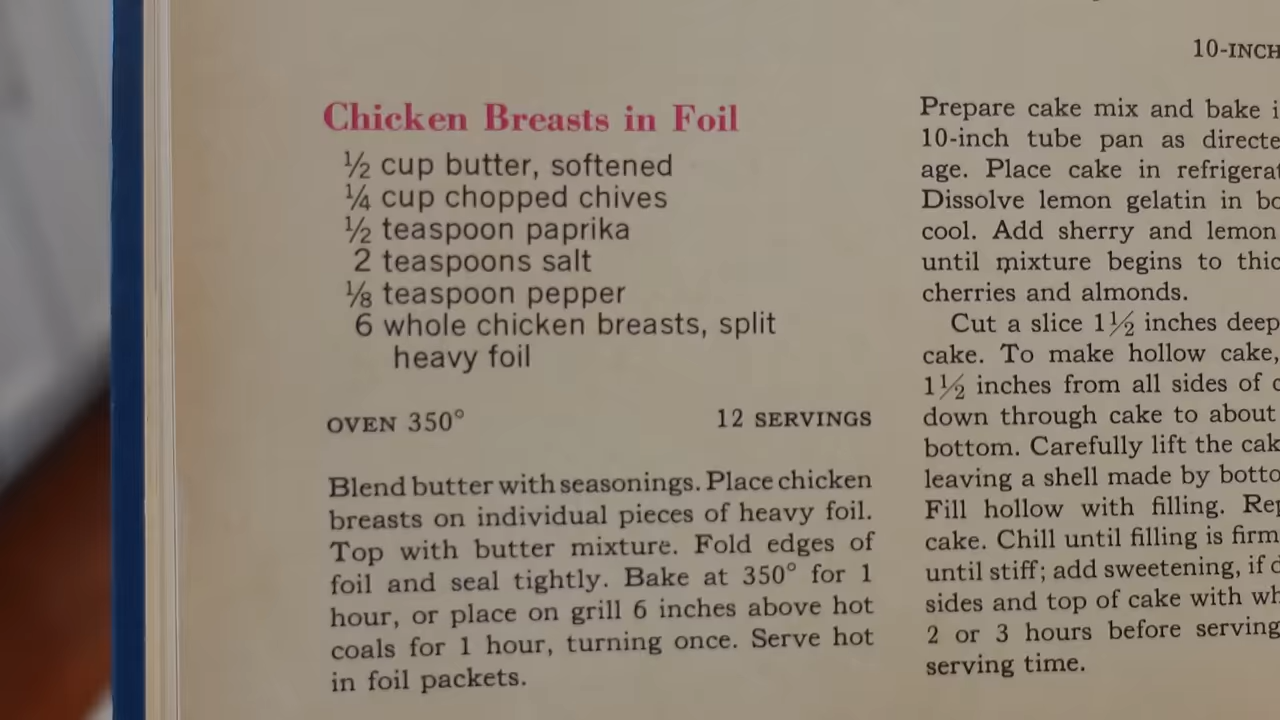 Chicken Breasts in Foil
½ cup butter, softened
¼ cup chopped chives
½ teaspoon paprika
2 teaspoons salt
⅛ teaspoon pepper
6 whole chicken breasts, split
heavy foil
OVEN 350° 12 SERVINGS
Blend butter with seasonings. Place chicken
breasts on individual pieces of heavy foil.
Top with butter mixture. Fold edges of
foil and seal tightly. Bake at 350° for 1
hour, or place on grill 6 inches above hot
coals for 1 hour, turning once. Serve hot
in foil packets.
10-INCH
Prepare cake mix and bake
10-inch tube pan as
age. Place cake in
Dissolve lemon gelatin in
cool. Add sherry and lemon
until mixture begins to
cherries and almonds.
Cut a slice 1½ inches deep
cake. To make hollow cake,
1½ inches from all sides of
down through cake to about
bottom. Carefully lift the
leaving a shell made by
Fill hollow with filling.
cake. Chill until filling is firm
until stiff; add sweetening, if
sides and top of cake with
2 or 3 hours before serving
serving time.